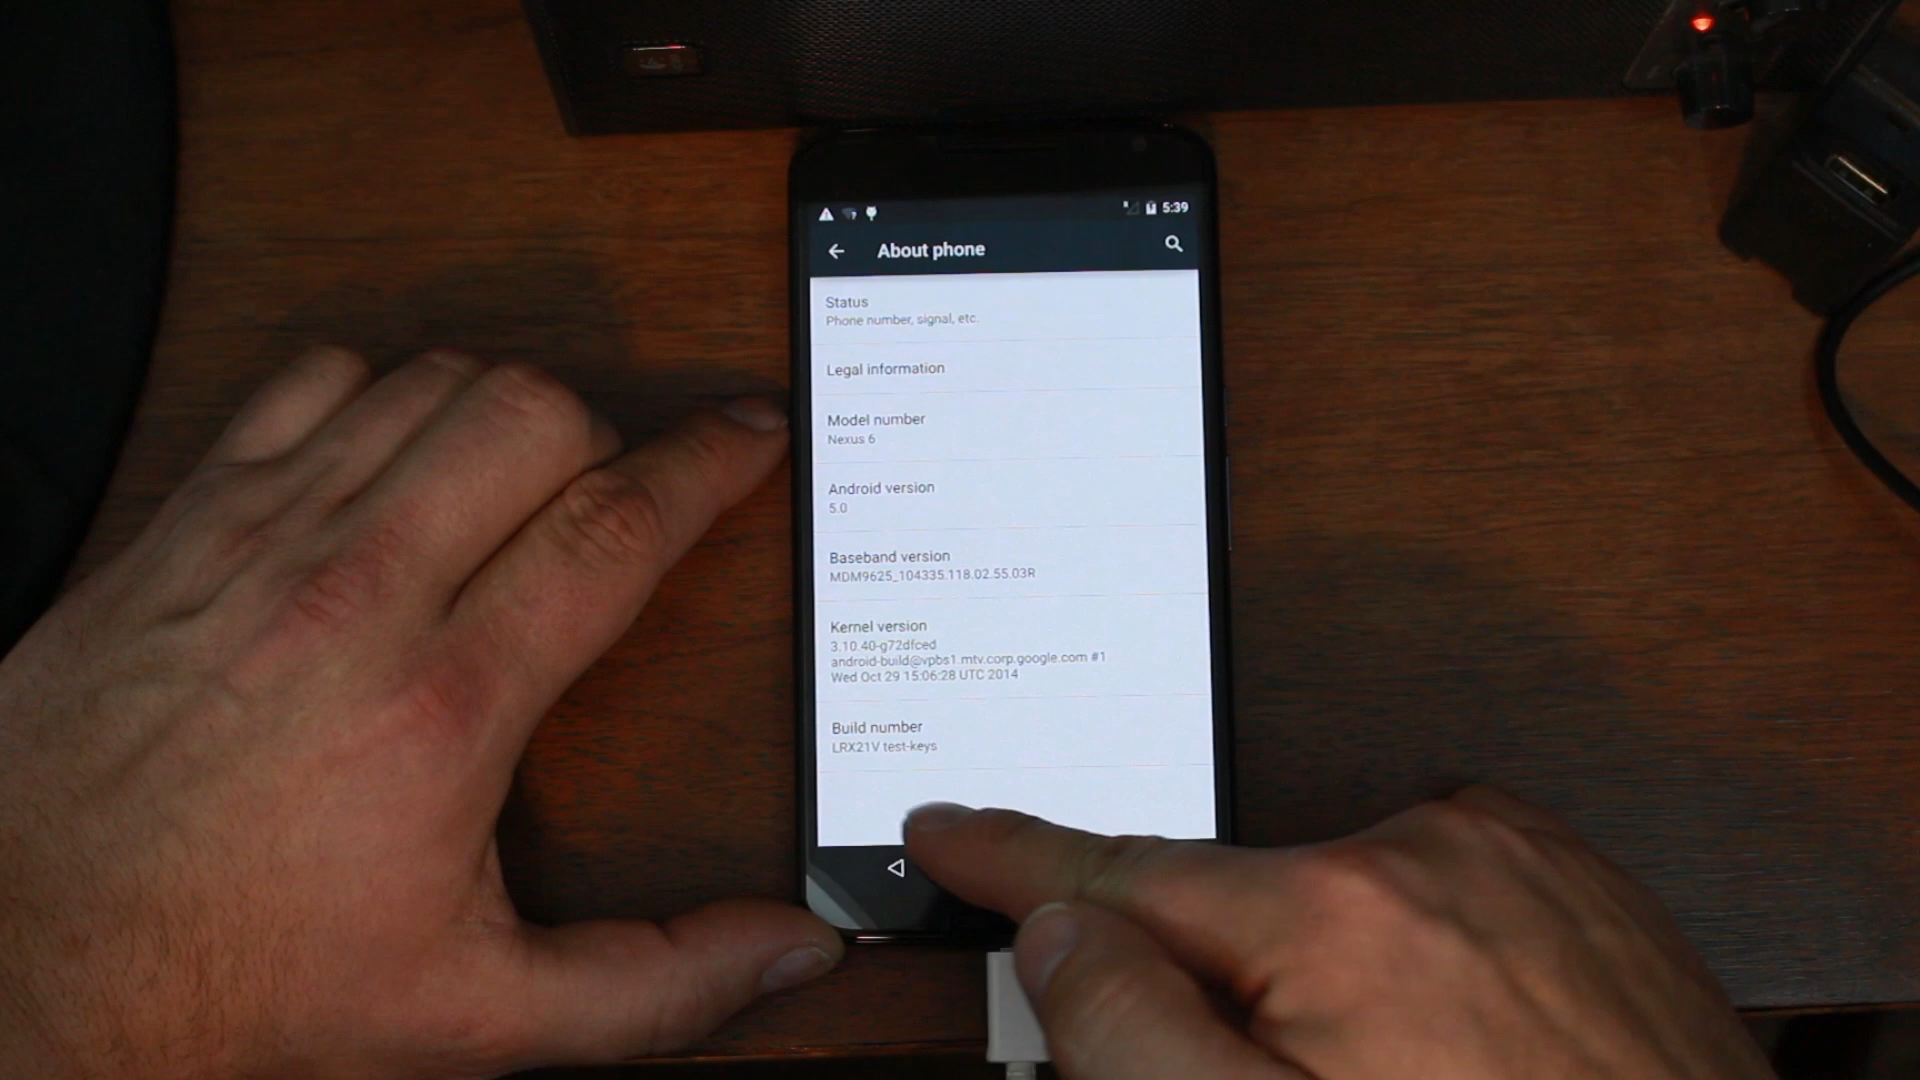 5:39
About phone
Status
Phone number, signal, etc.
Legal information
Model number
Nexus 6
Android version
5.0
Baseband version
MDM9625_104335.118.02.55.03R
Kernel version
3.10.40-g72dfced
android-build@vpbs1.mtv.corp.google.com #1
Wed Oct 29 15:06:28 UTC 2014
Build number
LRX21V test-keys